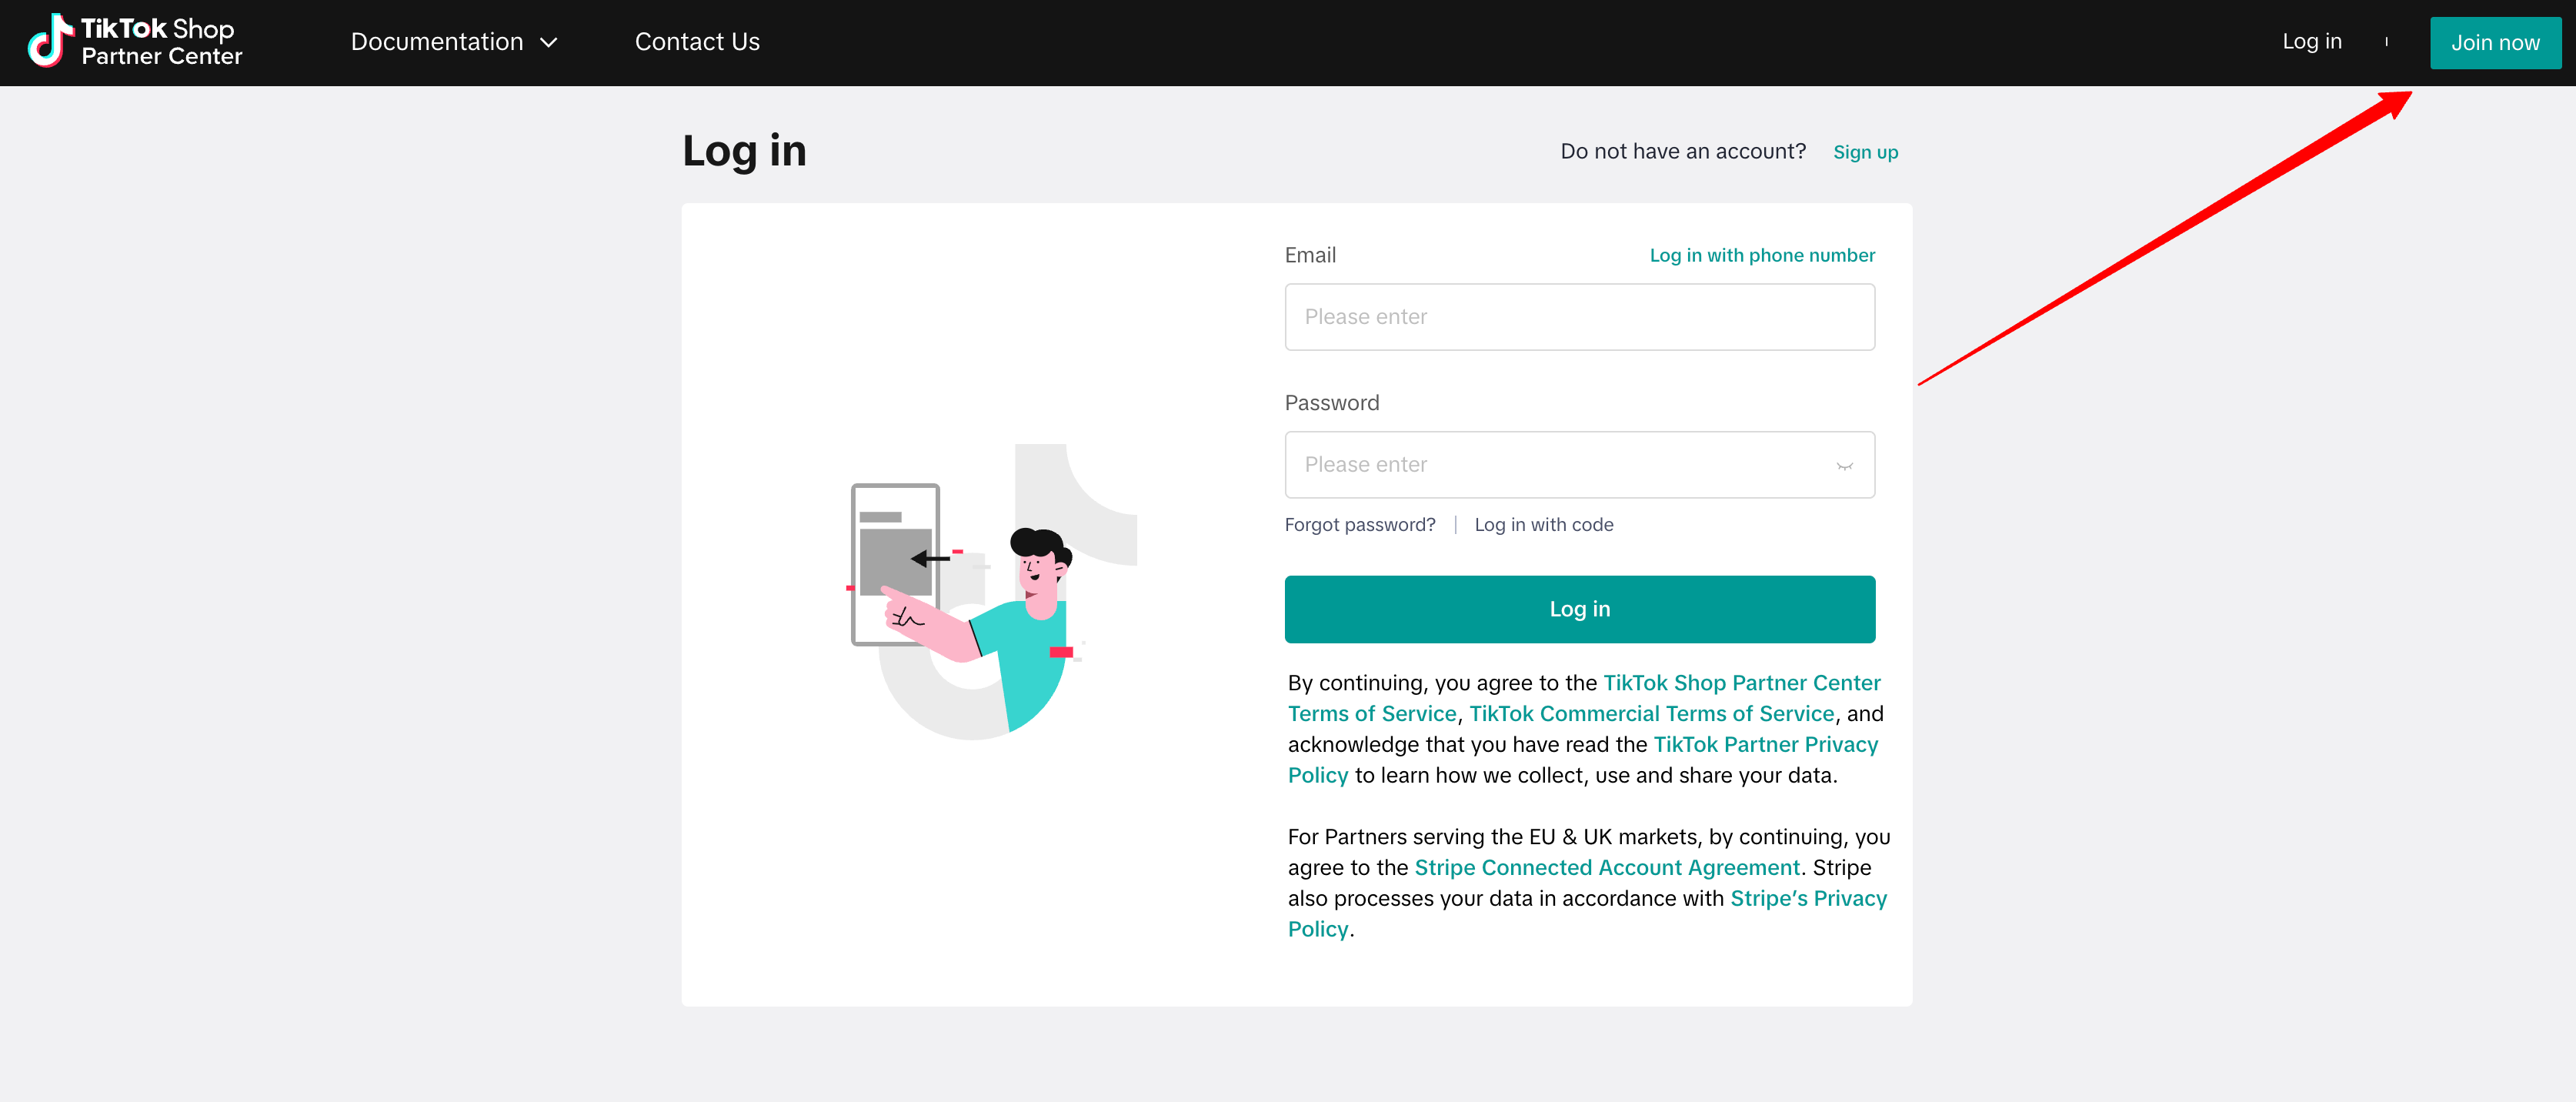 TikTok Shop
Partner Center
Documentation
Contact Us
Log in
Join now
Log in
Do not have an account? Sign up
Email
Log in with phone number
Please enter
Password
Please enter
Forgot password? | Log in with code
Log in
By continuing, you agree to the TikTok Shop Partner Center
Terms of Service, TikTok Commercial Terms of Service, and
acknowledge that you have read the TikTok Partner Privacy
Policy to learn how we collect, use and share your data.
For Partners serving the EU & UK markets, by continuing, you
agree to the Stripe Connected Account Agreement. Stripe
also processes your data in accordance with Stripe’s Privacy
Policy.